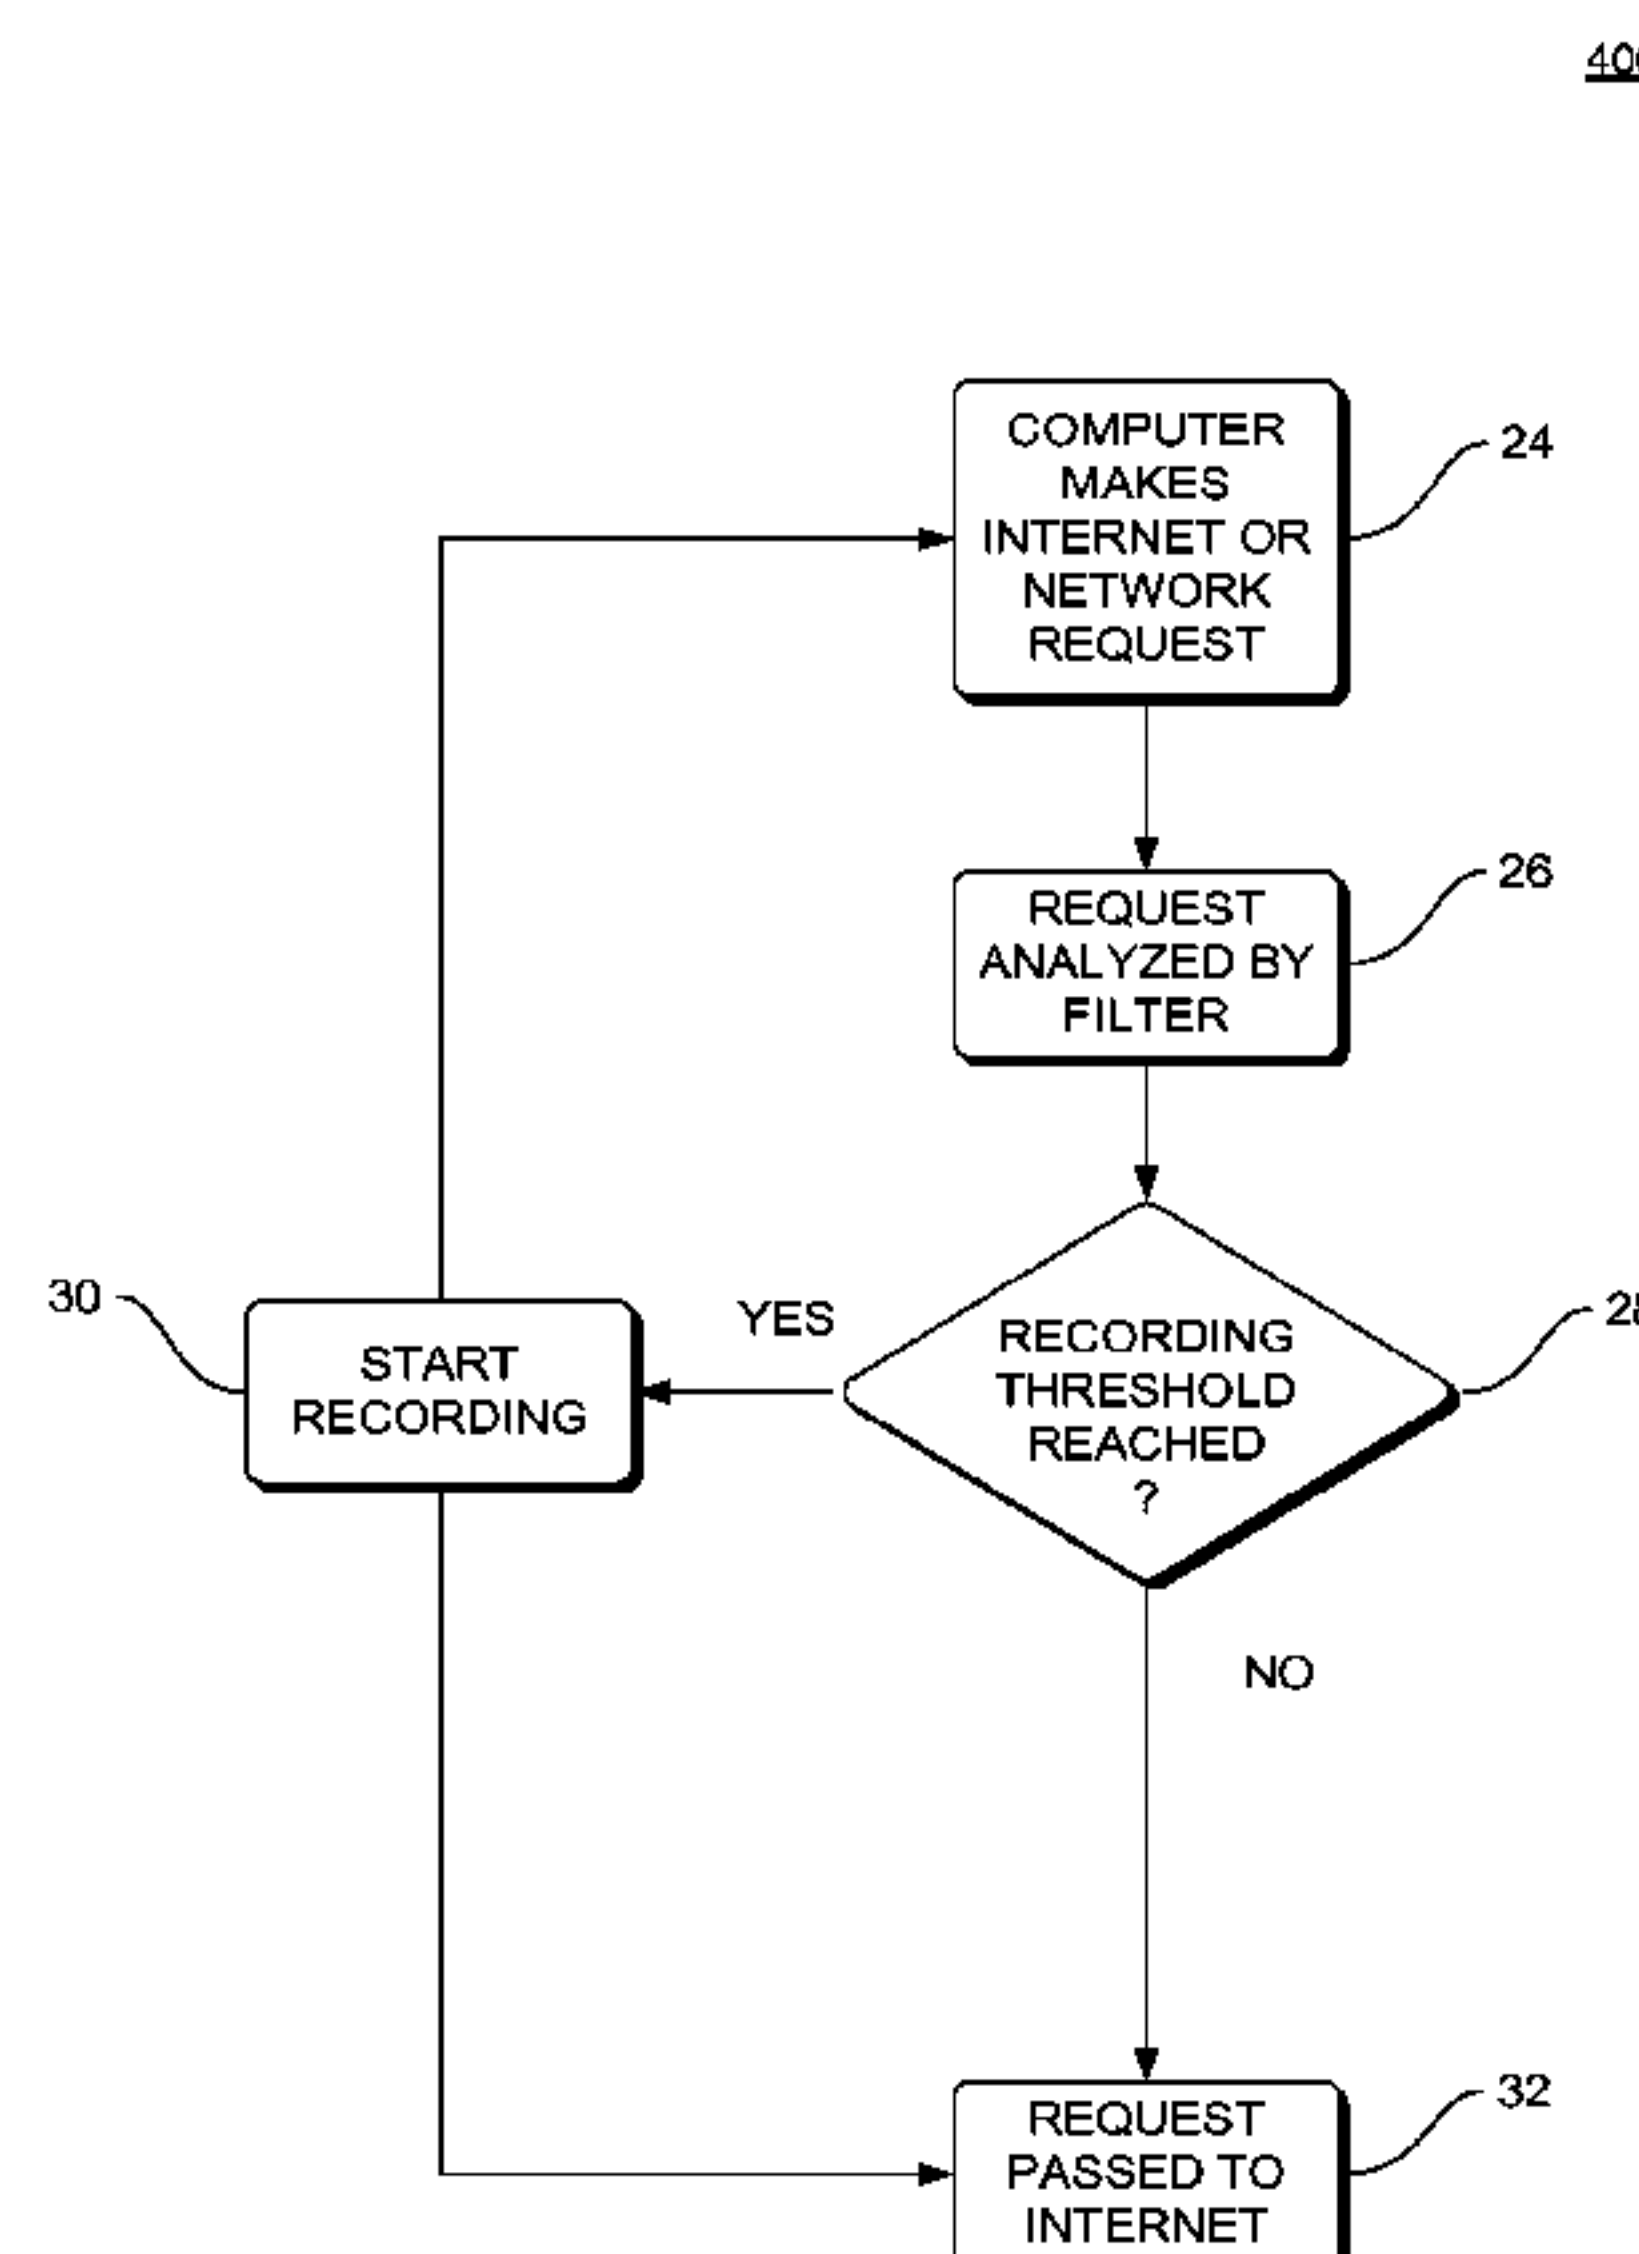 COMPUTER
MAKES
INTERNET OR
NETWORK
REQUEST
24
REQUEST
ANALYZED BY
FILTER
26
30
START
RECORDING
YES
RECORDING
THRESHOLD
REACHED
?
NO
32
REQUEST
PASSED TO
INTERNET